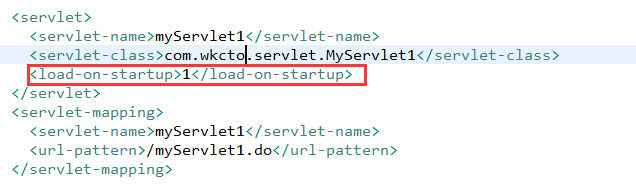 <servlet>
<servlet-name>myServlet1</servlet-name>
<servlet-class>com.wkcto.servlet.MyServlet1</servlet-class>
<load-on-startup>1</load-on-startup>
</servlet>
<servlet-mapping>
<servlet-name>myServlet1</servlet-name>
<url-pattern>/myServlet1.do</url-pattern>
</servlet-mapping>